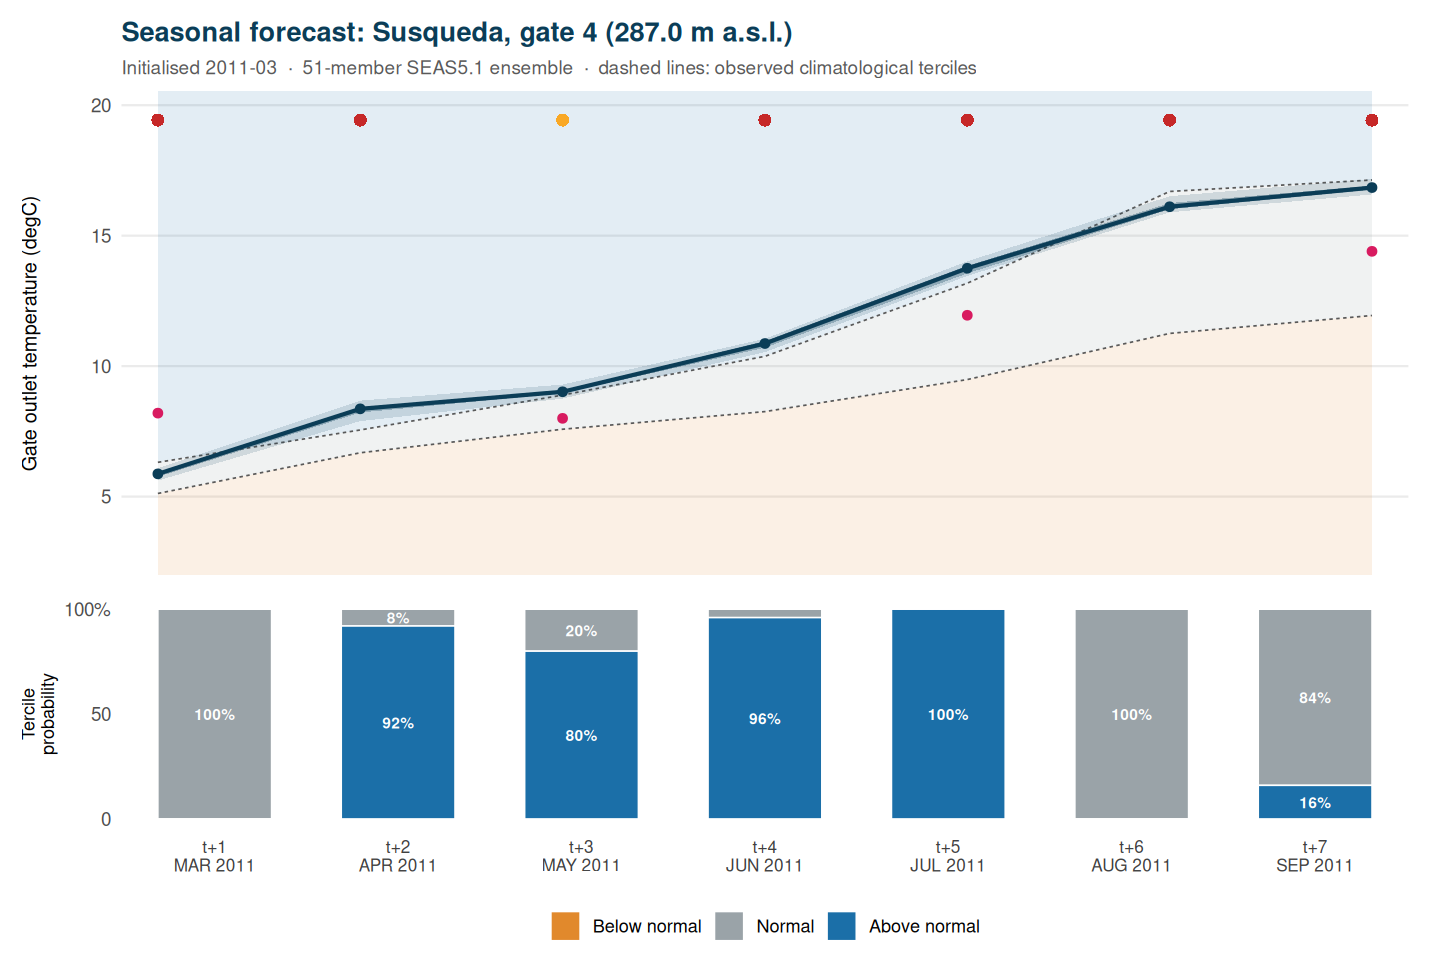 Seasonal forecast: Susqueda, gate 4 (287.0 m a.s.l.)
Initialised 2011-03 · 51-member SEAS5.1 ensemble · dashed lines: observed climatological terciles
Gate outlet temperature (degC)
20
15
10
5
Tercile
probability
100%
50
0
100%
8%
92%
20%
80%
96%
100%
100%
84%
16%
t+1
MAR 2011
t+2
APR 2011
t+3
MAY 2011
t+4
JUN 2011
t+5
JUL 2011
t+6
AUG 2011
t+7
SEP 2011
Below normal
Normal
Above normal